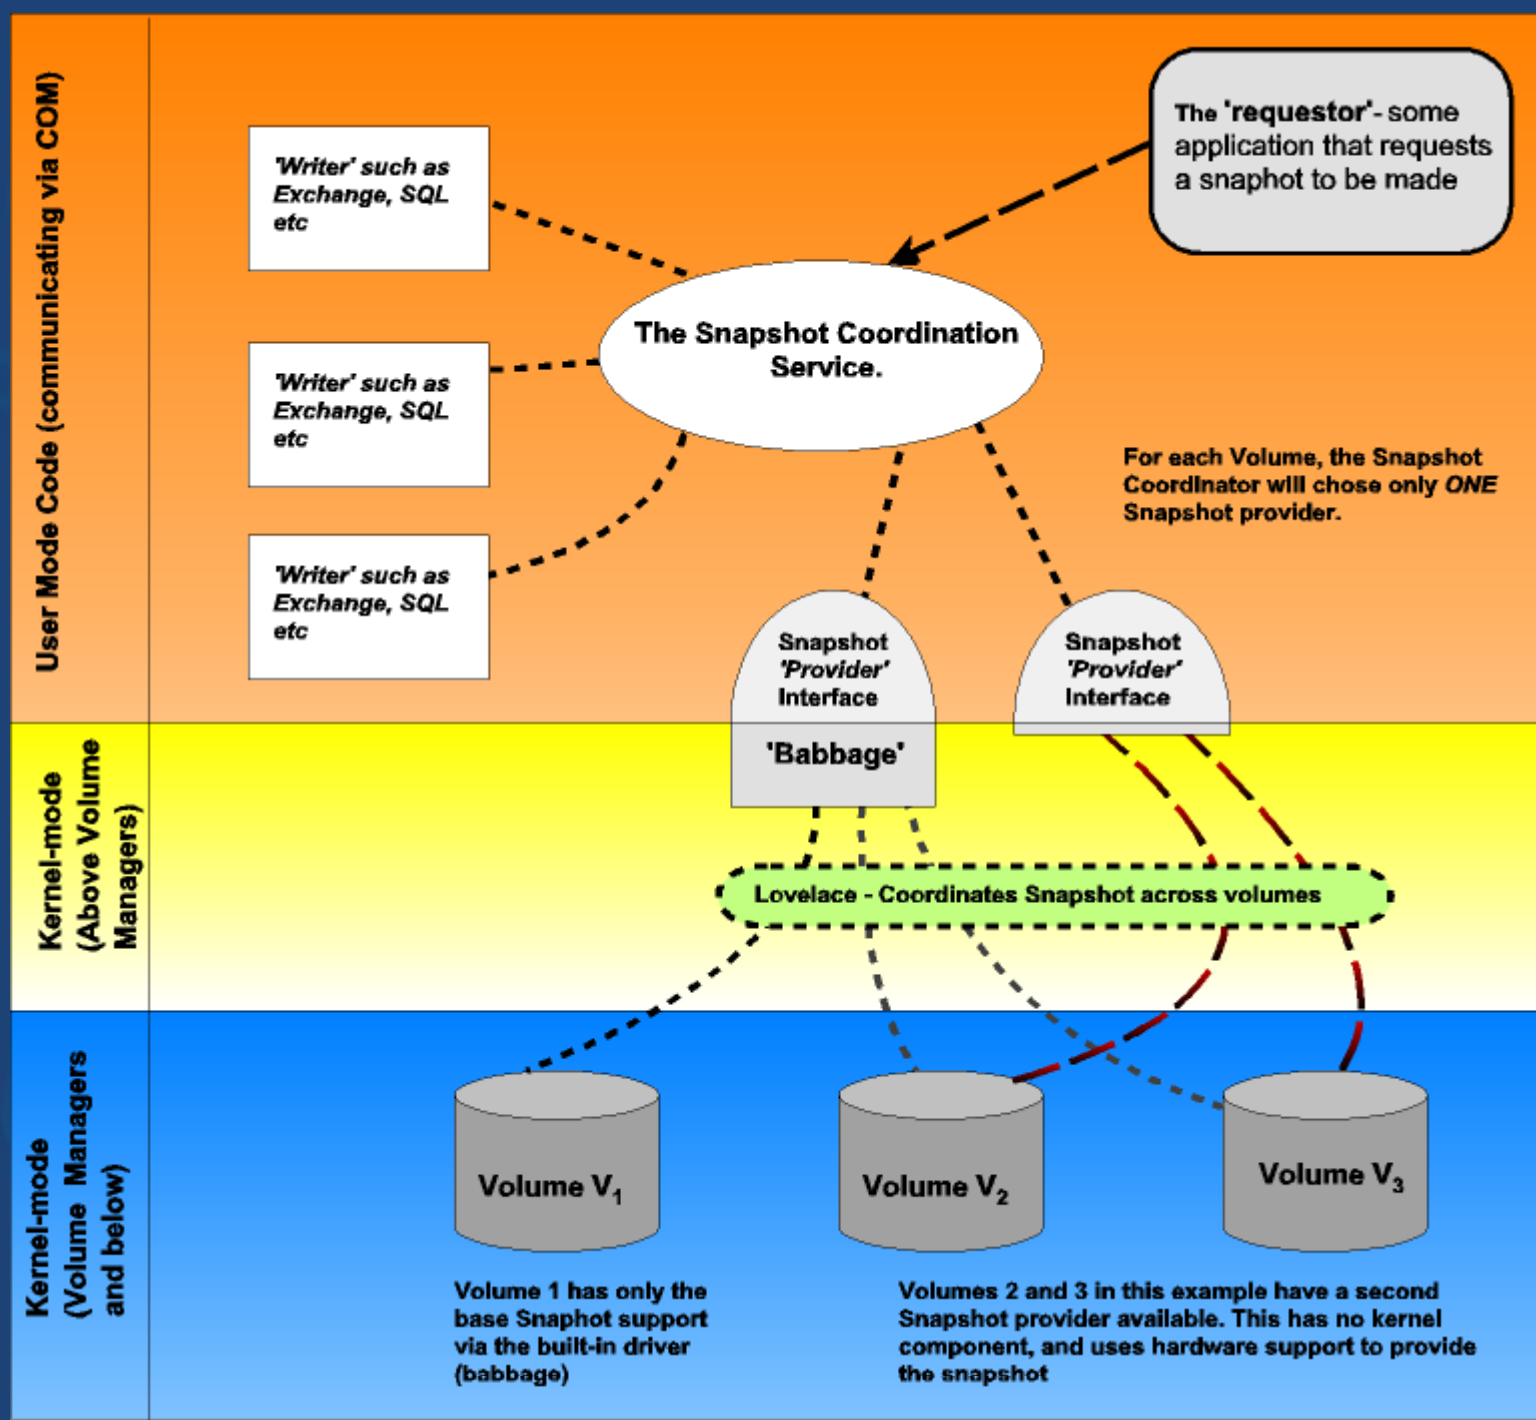 User Mode Code (communicating via COM)
The 'requestor'- some
application that requests
a snaphot to be made
'Writer' such as
Exchange, SQL
etc
The Snapshot Coordination
Service.
'Writer' such as
Exchange, SQL
etc
For each Volume, the Snapshot
Coordinator will chose only ONE
Snapshot provider.
'Writer' such as
Exchange, SQL
etc
Snapshot
'Provider'
Interface
Snapshot
'Provider'
Interface
Kernel-mode
(Above Volume
Managers)
'Babbage'
Lovelace - Coordinates Snapshot across volumes
Kernel-mode
(Volume Managers
and below)
Volume V1
Volume V2
Volume V3
Volume 1 has only the
base Snaphot support
via the built-in driver
(babbage)
Volumes 2 and 3 in this example have a second
Snapshot provider available. This has no kernel
component, and uses hardware support to provide
the snapshot